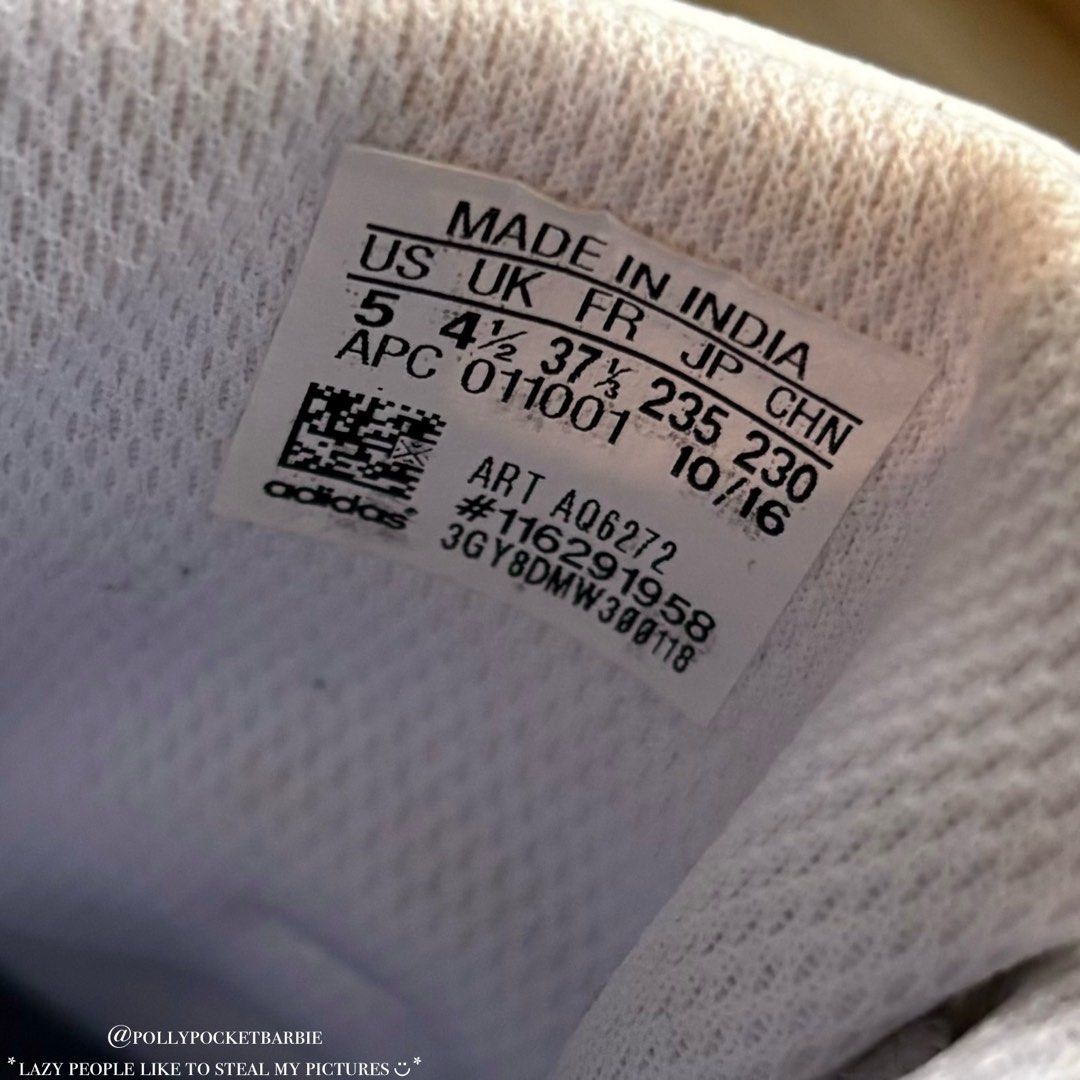 MADE IN INDIA
US UK FR JP CHN
5 4½ 37⅓ 235 230
APC 011001 10/16
ART AQ6272
#116291958
3GY8DMW300118
adidas®
@POLLYPOCKETBARBIE
*LAZY PEOPLE LIKE TO STEAL MY PICTURES ☺*